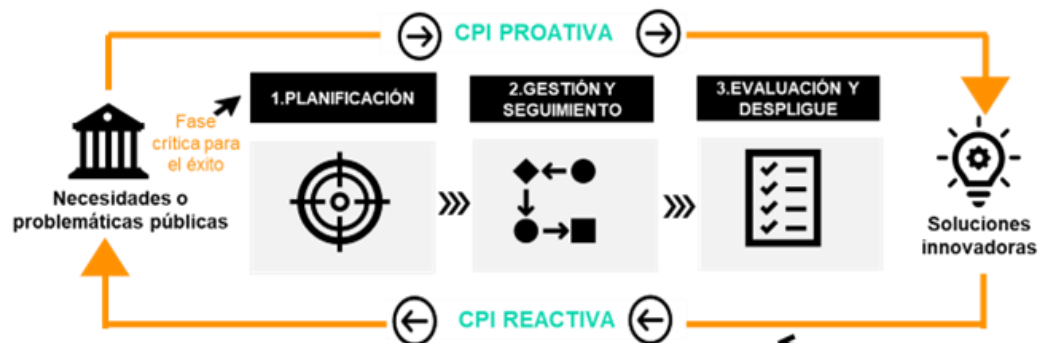 CPI PROATIVA
1.PLANIFICACIÓN
2.GESTIÓN Y
SEGUIMIENTO
3.EVALUACIÓN Y
DESPLIGUE
Fase
crítica para
el éxito
Necesidades o
problemáticas públicas
Soluciones
innovadoras
CPI REACTIVA